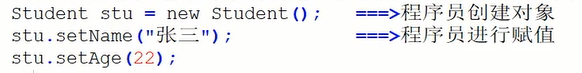 Student stu = new Student(); ===>程序员创建对象
stu.setName("张三"); ===>程序员进行赋值
stu.setAge(22);